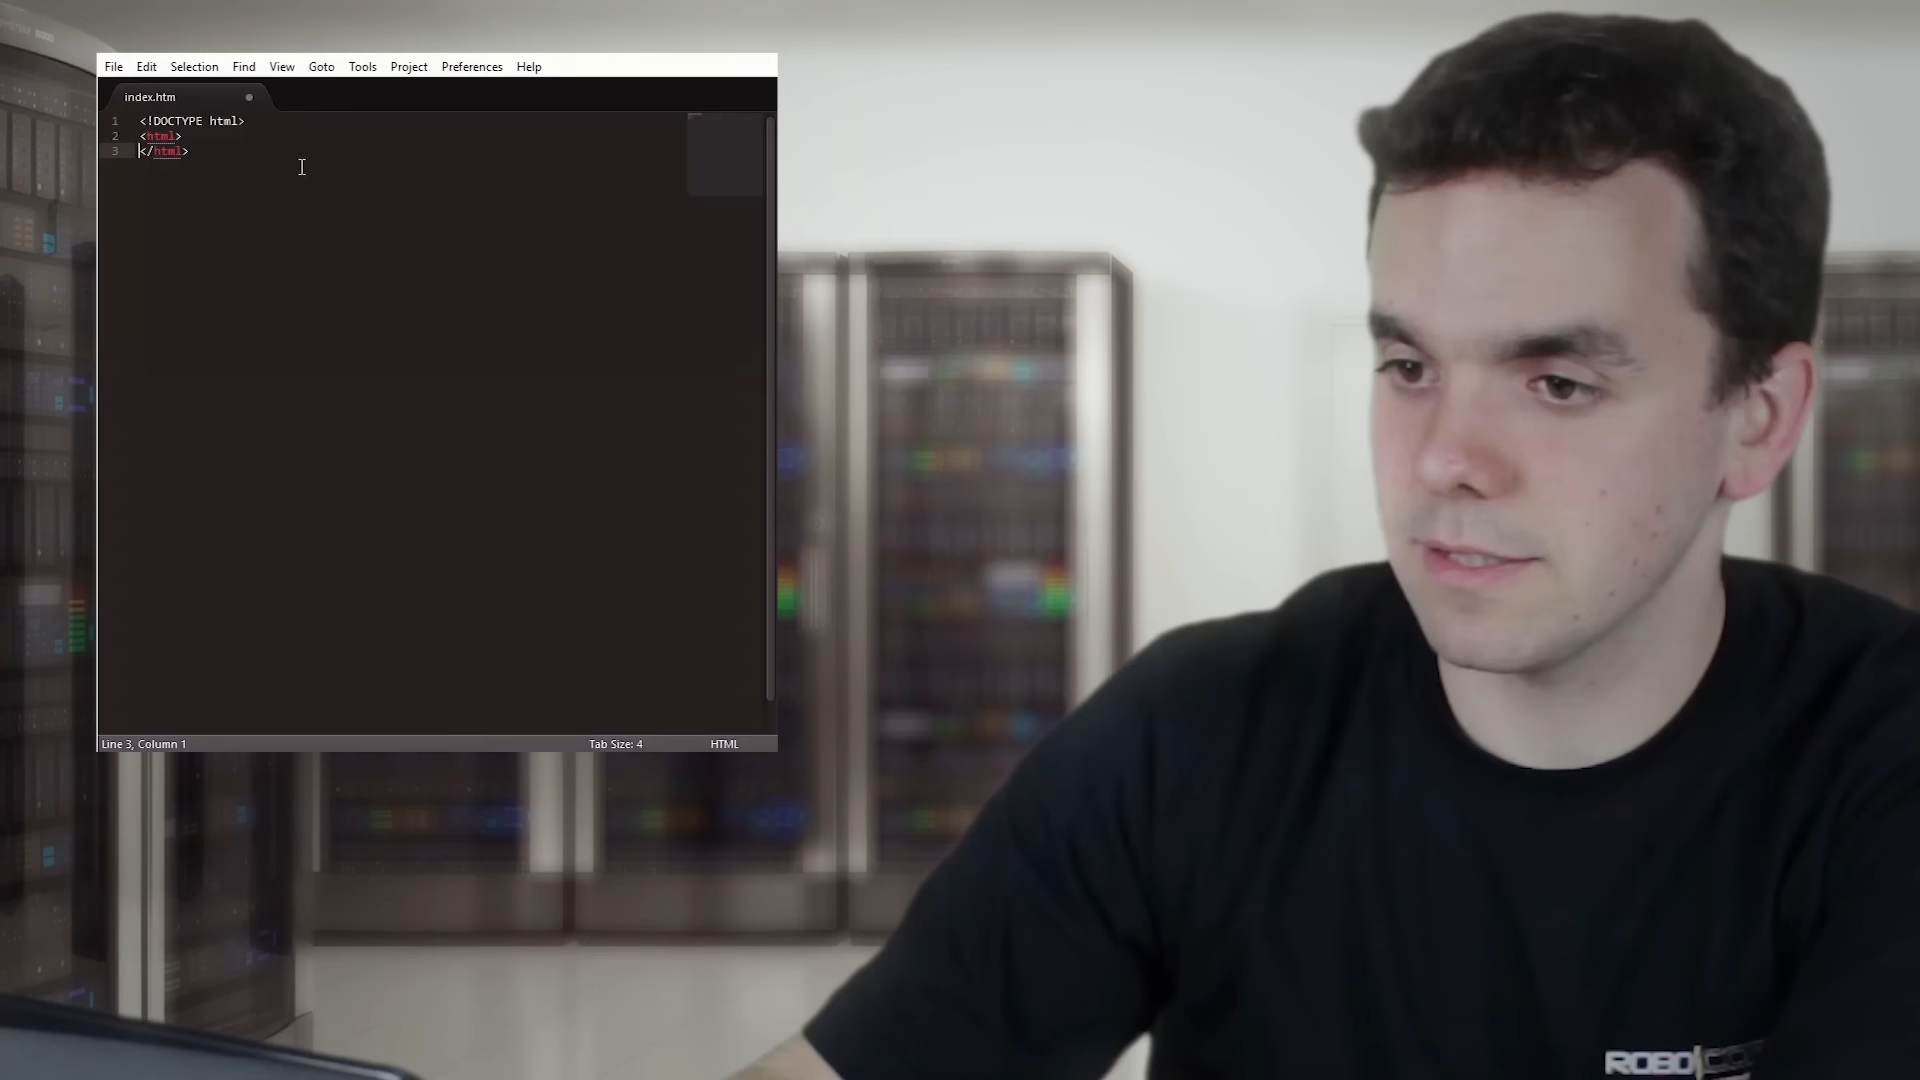 File Edit Selection Find View Goto Tools Project Preferences Help
index.htm
1 <!DOCTYPE html>
2 <html>
3 </html>
Line 3, Column 1 Tab Size: 4 HTML
ROBO